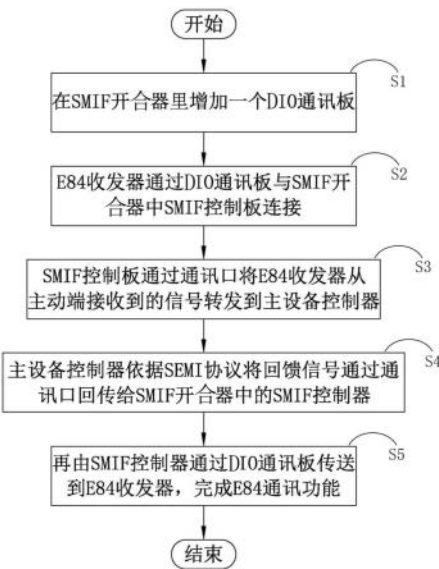 开始
S1
在SMIF开合器里增加一个DIO通讯板
S2
E84收发器通过DIO通讯板与SMIF开
合器中SMIF控制板连接
S3
SMIF控制板通过通讯口将E84收发器从
主动端接收到的信号转发到主设备控制器
S4
主设备控制器依据SEMI协议将回馈信号通过通
讯口回传给SMIF开合器中的SMIF控制器
S5
再由SMIF控制器通过DIO通讯板传送
到E84收发器，完成E84通讯功能
结束